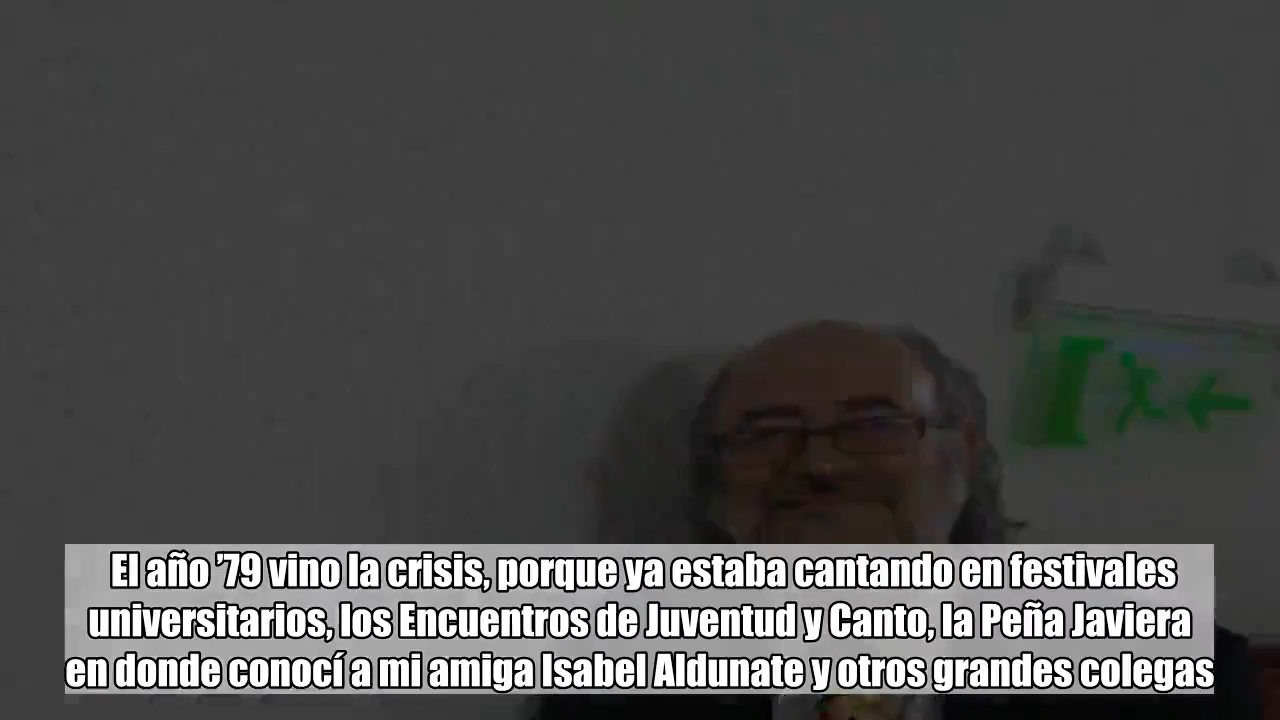 El año ’79 vino la crisis, porque ya estaba cantando en festivales
universitarios, los Encuentros de Juventud y Canto, la Peña Javiera
en donde conocí a mi amiga Isabel Aldunate y otros grandes colegas